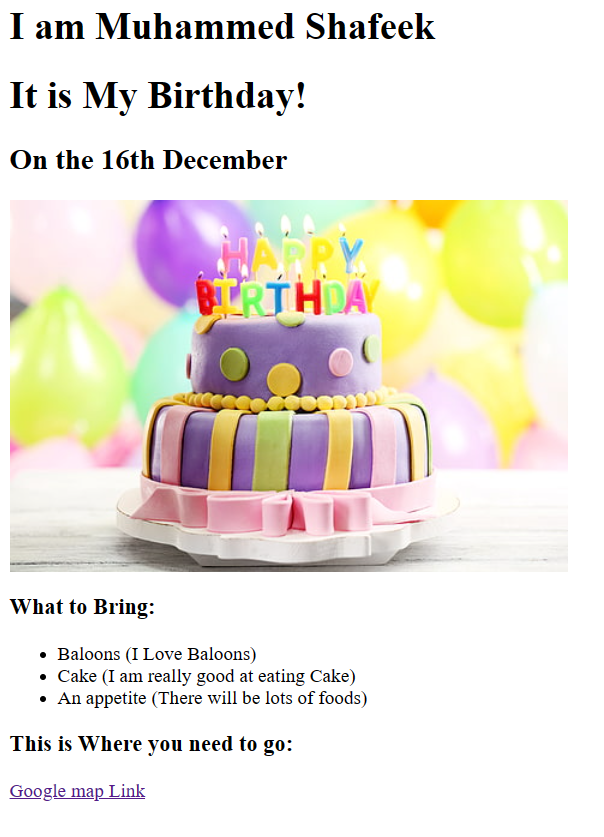 I am Muhammed Shafeek
It is My Birthday!
On the 16th December
HAPPY
BIRTHDAY
What to Bring:
Baloons (I Love Baloons)
Cake (I am really good at eating Cake)
An appetite (There will be lots of foods)
This is Where you need to go:
Google map Link